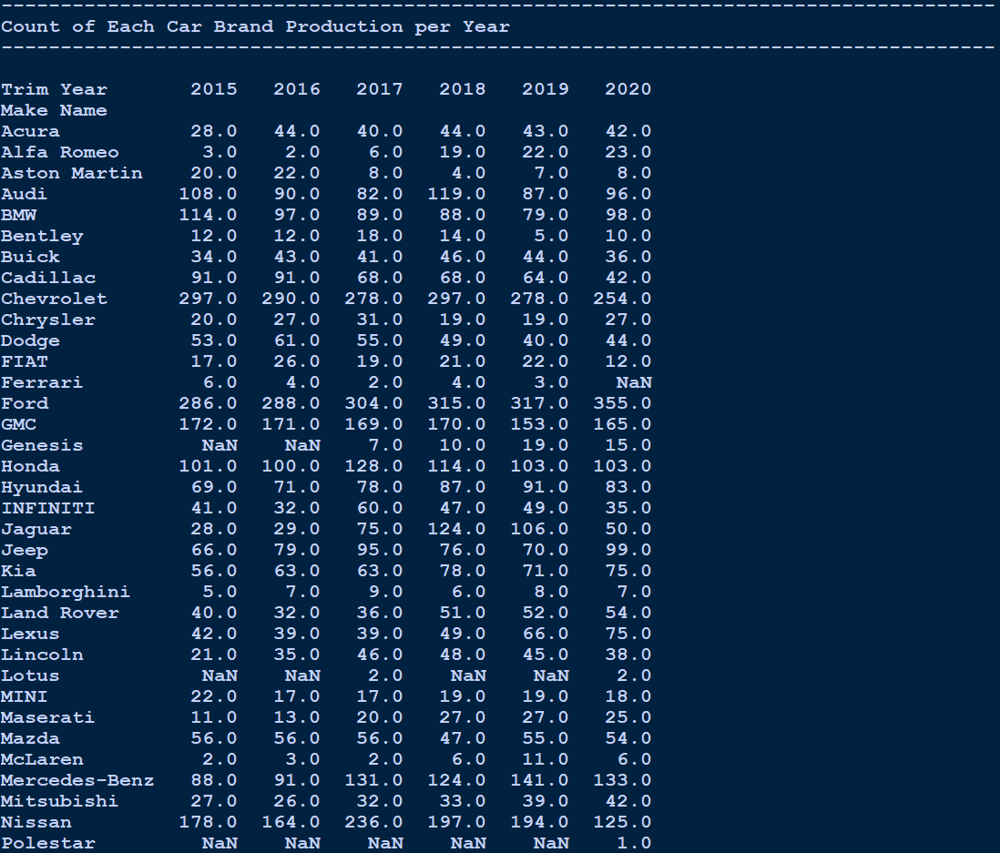 ------------------------------------------------------------------------------------
Count of Each Car Brand Production per Year
------------------------------------------------------------------------------------
Trim Year       2015   2016   2017   2018   2019   2020
Make Name
Acura           28.0   44.0   40.0   44.0   43.0   42.0
Alfa Romeo       3.0    2.0    6.0   19.0   22.0   23.0
Aston Martin    20.0   22.0    8.0    4.0    7.0    8.0
Audi           108.0   90.0   82.0  119.0   87.0   96.0
BMW            114.0   97.0   89.0   88.0   79.0   98.0
Bentley         12.0   12.0   18.0   14.0    5.0   10.0
Buick           34.0   43.0   41.0   46.0   44.0   36.0
Cadillac        91.0   91.0   68.0   68.0   64.0   42.0
Chevrolet      297.0  290.0  278.0  297.0  278.0  254.0
Chrysler        20.0   27.0   31.0   19.0   19.0   27.0
Dodge           53.0   61.0   55.0   49.0   40.0   44.0
FIAT            17.0   26.0   19.0   21.0   22.0   12.0
Ferrari          6.0    4.0    2.0    4.0    3.0    NaN
Ford           286.0  288.0  304.0  315.0  317.0  355.0
GMC            172.0  171.0  169.0  170.0  153.0  165.0
Genesis          NaN    NaN    7.0   10.0   19.0   15.0
Honda          101.0  100.0  128.0  114.0  103.0  103.0
Hyundai         69.0   71.0   78.0   87.0   91.0   83.0
INFINITI        41.0   32.0   60.0   47.0   49.0   35.0
Jaguar          28.0   29.0   75.0  124.0  106.0   50.0
Jeep            66.0   79.0   95.0   76.0   70.0   99.0
Kia             56.0   63.0   63.0   78.0   71.0   75.0
Lamborghini      5.0    7.0    9.0    6.0    8.0    7.0
Land Rover      40.0   32.0   36.0   51.0   52.0   54.0
Lexus           42.0   39.0   39.0   49.0   66.0   75.0
Lincoln         21.0   35.0   46.0   48.0   45.0   38.0
Lotus            NaN    NaN    2.0    NaN    NaN    2.0
MINI            22.0   17.0   17.0   19.0   19.0   18.0
Maserati        11.0   13.0   20.0   27.0   27.0   25.0
Mazda           56.0   56.0   56.0   47.0   55.0   54.0
McLaren          2.0    3.0    2.0    6.0   11.0    6.0
Mercedes-Benz   88.0   91.0  131.0  124.0  141.0  133.0
Mitsubishi      27.0   26.0   32.0   33.0   39.0   42.0
Nissan         178.0  164.0  236.0  197.0  194.0  125.0
Polestar         NaN    NaN    NaN    NaN    NaN    1.0